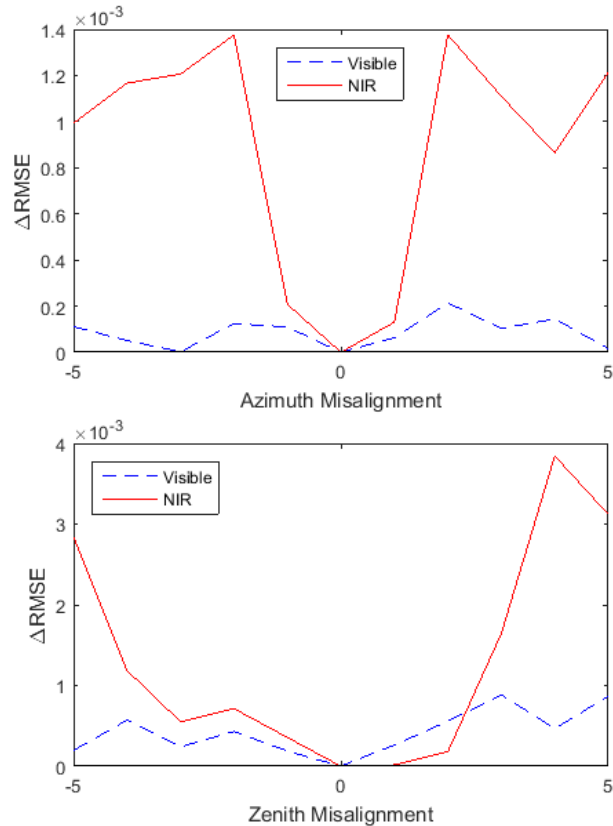 ×10⁻³
1.4
1.2
1
0.8
0.6
0.4
0.2
0
ΔRMSE
Visible
NIR
-5 0 5
Azimuth Misalignment
×10⁻³
4
3
2
1
0
ΔRMSE
Visible
NIR
-5 0 5
Zenith Misalignment